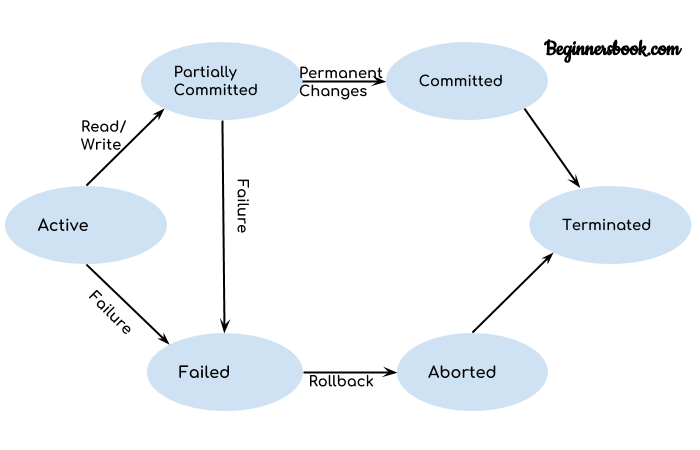 Beginnersbook.com
Partially
Committed
Permanent
Changes
Committed
Read/
Write
Failure
Active
Terminated
Failure
Failed
Rollback
Aborted